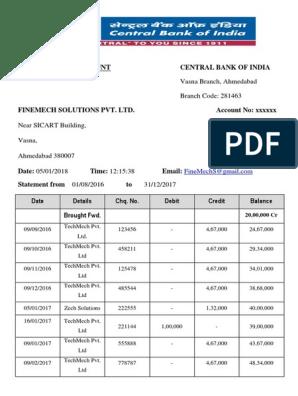 सेन्ट्रल बैंक ऑफ़ इंडिया
Central Bank of India
CENTRAL" TO YOU SINCE 1911
NT
CENTRAL BANK OF INDIA
Vasna Branch, Ahmedabad
Branch Code: 281463
FINEMECH SOLUTIONS PVT. LTD.
Account No: xxxxxx
Near SICART Building,
Vasna,
Ahmedabad 380007
PDF
Date: 05/01/2018 Time: 12:15:38 Email: FineMechS@gmail.com
Statement from 01/08/2016 to 31/12/2017
Date Details Chq. No. Debit Credit Balance
Brought Fwd. 20,00,000 Cr
09/09/2016 TechMech Pvt. Ltd. 123456 - 4,67,000 24,67,000
09/10/2016 TechMech Pvt. Ltd 458211 - 4,67,000 29,34,000
09/11/2016 TechMech Pvt. Ltd 125478 - 4,67,000 34,01,000
09/12/2016 TechMech Pvt. Ltd 485544 - 4,67,000 38,68,000
05/01/2017 Zech Solutions 222555 - 1,32,000 40,00,000
16/01/2017 TechMech Pvt. Ltd 221144 1,00,000 - 39,00,000
09/01/2017 TechMech Pvt. Ltd 555888 - 4,67,000 43,67,000
09/02/2017 TechMech Pvt. Ltd 778787 - 4,67,000 48,34,000